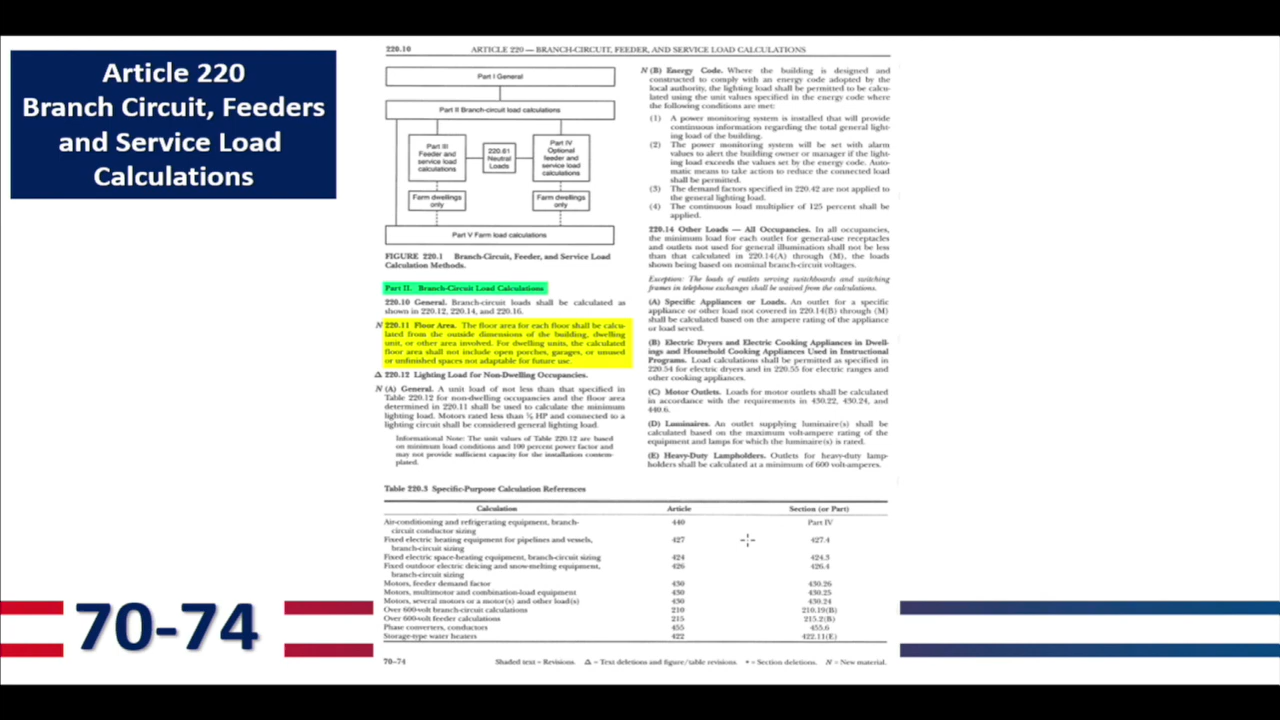 Article 220
Branch Circuit, Feeders
and Service Load
Calculations
220.10
ARTICLE 220 — BRANCH-CIRCUIT, FEEDER, AND SERVICE LOAD CALCULATIONS
Part I General
Part II Branch-circuit load calculations
Part III
Feeder and
service load
calculations
220.61
Neutral
Loads
Part IV
Optional
feeder and
service load
calculations
Farm dwellings
only
Farm dwellings
only
Part V Farm load calculations
FIGURE 220.1 Branch-Circuit, Feeder, and Service Load
Calculation Methods.
Part II. Branch-Circuit Load Calculations
220.10 General. Branch-circuit loads shall be calculated as
shown in 220.12, 220.14, and 220.16.
N 220.11 Floor Area. The floor area for each floor shall be calcu-
lated from the outside dimensions of the building, dwelling
unit, or other area involved. For dwelling units, the calculated
floor area shall not include open porches, garages, or unused
or unfinished spaces not adaptable for future use.
Δ 220.12 Lighting Load for Non-Dwelling Occupancies.
N (A) General. A unit load of not less than that specified in
Table 220.12 for non-dwelling occupancies and the floor area
determined in 220.11 shall be used to calculate the minimum
lighting load. Motors rated less than ⅛ HP and connected to a
lighting circuit shall be considered general lighting load.
Informational Note: The unit values of Table 220.12 are based
on minimum load conditions and 100 percent power factor and
may not provide sufficient capacity for the installation contem-
plated.
N (B) Energy Code. Where the building is designed and
constructed to comply with an energy code adopted by the
local authority, the lighting load shall be permitted to be calcu-
lated using the unit values specified in the energy code where
the following conditions are met:
(1) A power monitoring system is installed that will provide
continuous information regarding the total general light-
ing load of the building.
(2) The power monitoring system will be set with alarm
values to alert the building owner or manager if the light-
ing load exceeds the values set by the energy code. Auto-
matic means to take action to reduce the connected load
shall be permitted.
(3) The demand factors specified in 220.42 are not applied to
the general lighting load.
(4) The continuous load multiplier of 125 percent shall be
applied.
220.14 Other Loads — All Occupancies. In all occupancies,
the minimum load for each outlet for general-use receptacles
and outlets not used for general illumination shall not be less
than that calculated in 220.14(A) through (M), the loads
shown being based on nominal branch-circuit voltages.
Exception: The loads of outlets serving switchboards and switching
frames in telephone exchanges shall be waived from the calculations.
(A) Specific Appliances or Loads. An outlet for a specific
appliance or other load not covered in 220.14(B) through (M)
shall be calculated based on the ampere rating of the appliance
or load served.
(B) Electric Dryers and Electric Cooking Appliances in Dwell-
ings and Household Cooking Appliances Used in Instructional
Programs. Load calculations shall be permitted as specified in
220.54 for electric dryers and in 220.55 for electric ranges and
other cooking appliances.
(C) Motor Outlets. Loads for motor outlets shall be calculated
in accordance with the requirements in 430.22, 430.24, and
440.6.
(D) Luminaires. An outlet supplying luminaire(s) shall be
calculated based on the maximum volt-ampere rating of the
equipment and lamps for which the luminaire(s) is rated.
(E) Heavy-Duty Lampholders. Outlets for heavy-duty lamp-
holders shall be calculated at a minimum of 600 volt-amperes.
Table 220.3 Specific-Purpose Calculation References
Calculation Article Section (or Part)
Air-conditioning and refrigerating equipment, branch-
circuit conductor sizing 440 Part IV
Fixed electric heating equipment for pipelines and vessels,
branch-circuit sizing 427 427.4
Fixed electric space-heating equipment, branch-circuit sizing 424 424.3
Fixed outdoor electric deicing and snow-melting equipment,
branch-circuit sizing 426 426.4
Motors, feeder demand factor 430 430.26
Motors, multimotor and combination-load equipment 430 430.25
Motors, several motors or a motor(s) and other load(s) 430 430.24
Over 600-volt branch-circuit calculations 210 210.19(B)
Over 600-volt feeder calculations 215 215.2(B)
Phase converters, conductors 455 455.6
Storage-type water heaters 422 422.11(E)
70–74
Shaded text = Revisions. Δ = Text deletions and figure/table revisions. • = Section deletions. N = New material.
70-74